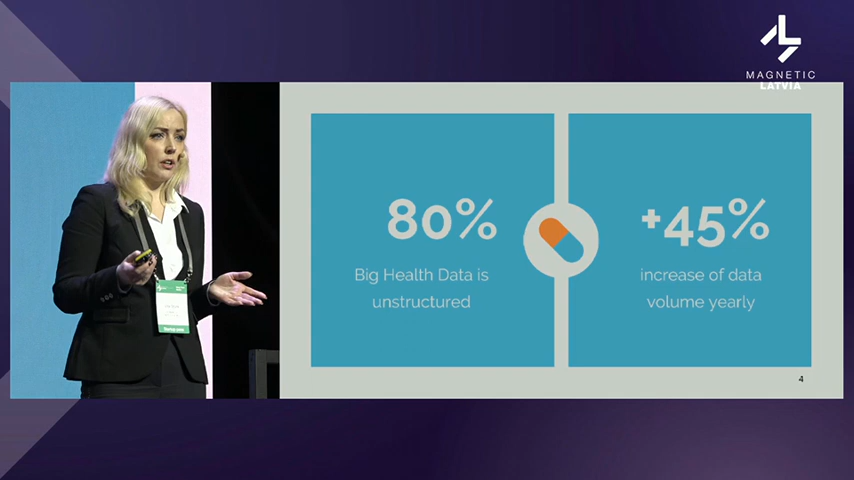 MAGNETIC
LATVIA
80%
Big Health Data is
unstructured
+45%
increase of data
volume yearly
4